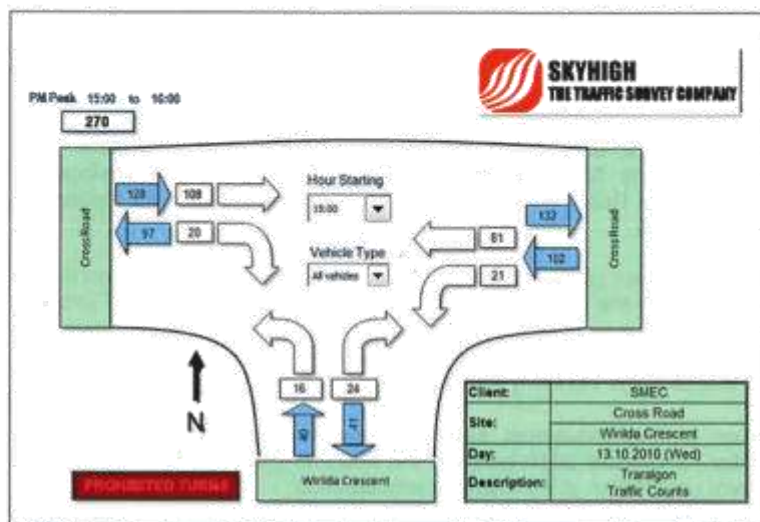 SKYHIGH
THE TRAFFIC SURVEY COMPANY
PM Peak 15:00 to 16:00
270
Cross Road
128
108
97
20
Hour Starting
15:00
Vehicle Type
All vehicles
81
21
132
102
Cross Road
16
24
40
41
N
PROHIBITED TURNS
Wirilda Crescent
Client: SMEC
Site: Cross Road
Wirilda Crescent
Day: 13.10.2010 (Wed)
Description: Traralgon
Traffic Counts